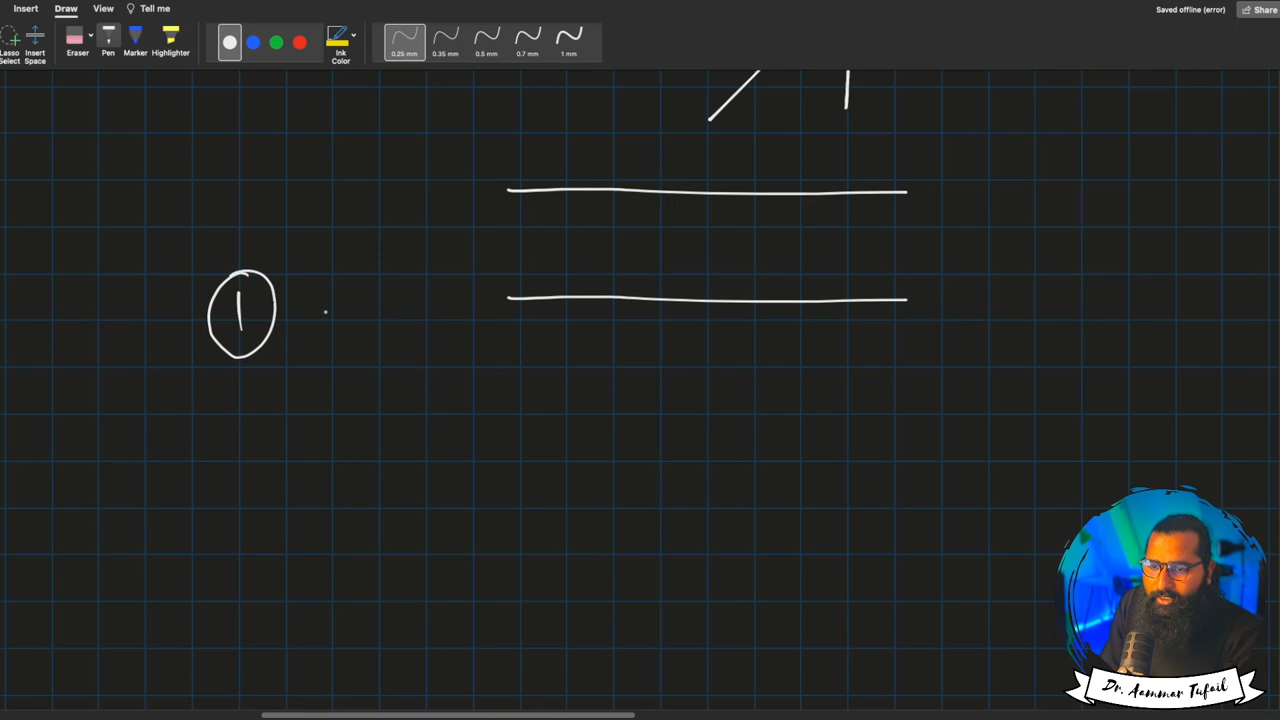 Insert Draw View Tell me Saved offline (error) Share
Lasso Select Insert Space Eraser Pen Marker Highlighter Ink Color 0.25 mm 0.35 mm 0.5 mm 0.7 mm 1 mm
1
Dr. Aammar Tufail